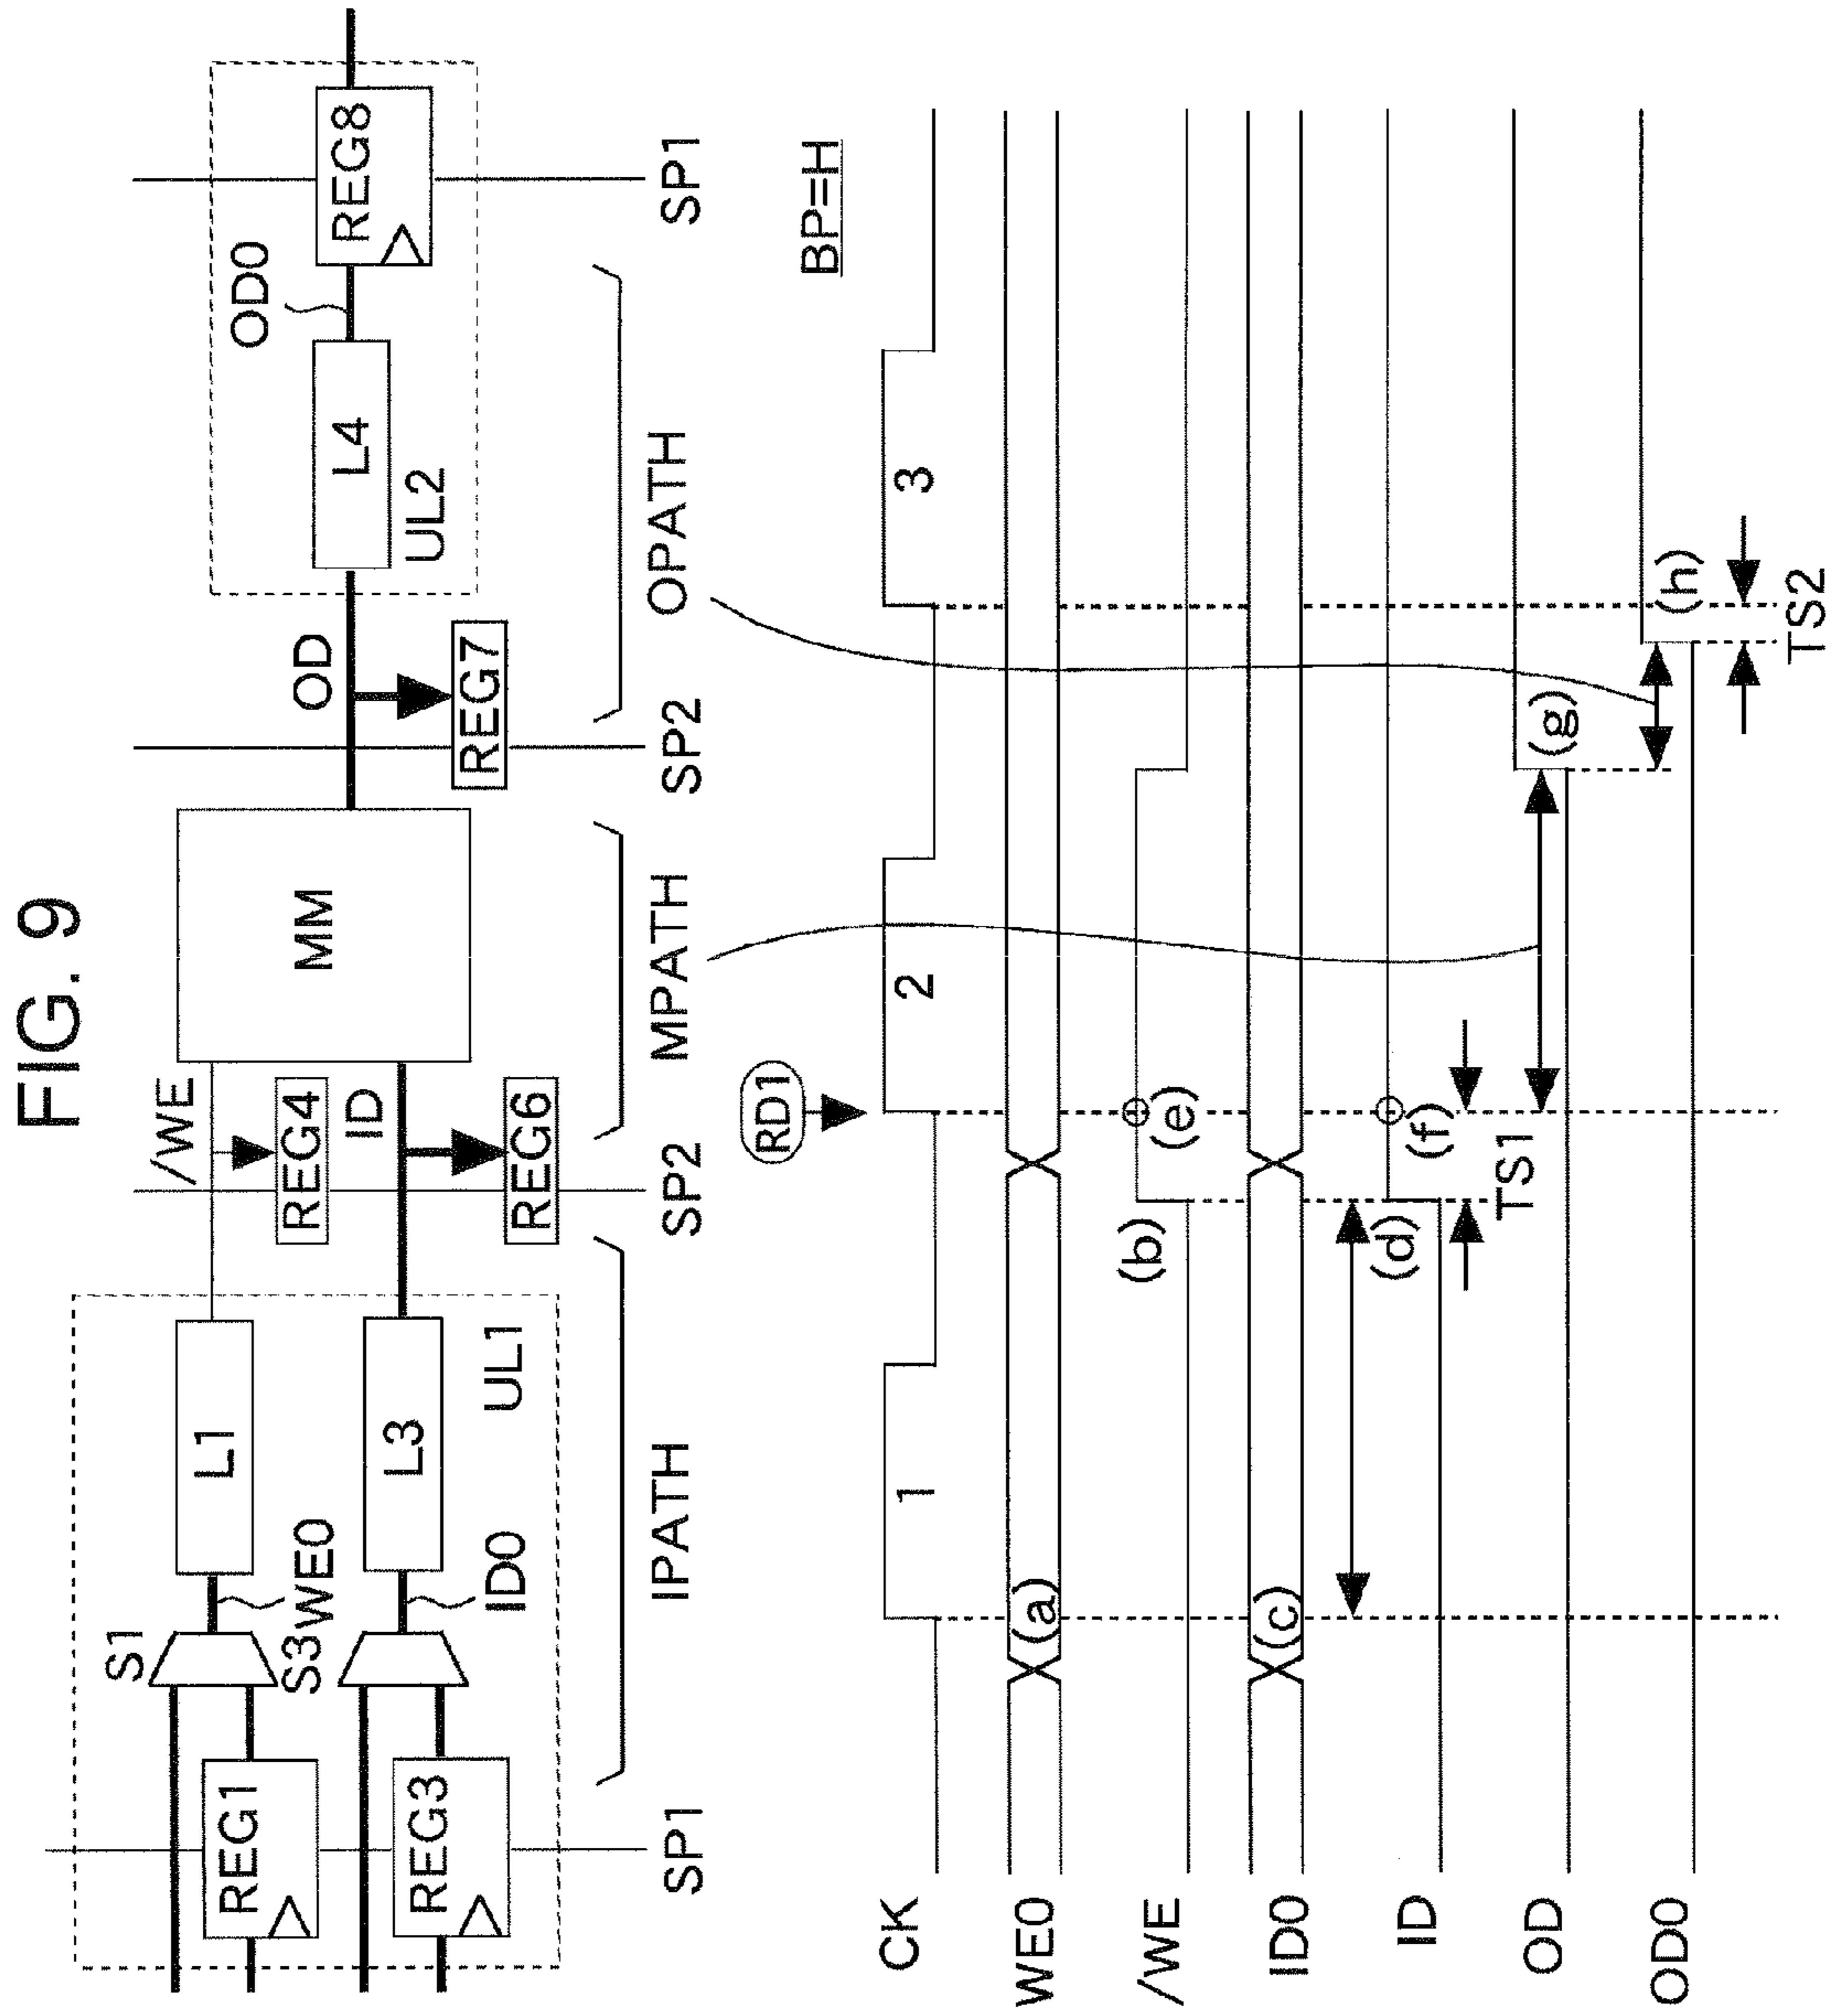 FIG. 9
S1
REG1
S3
WE0
L1
/WE
REG4
MM
OD
REG7
L4
UL2
OD0
REG8
REG3
ID0
L3
UL1
ID
REG6
SP1
SP2
SP2
SP1
IPATH
MPATH
OPATH
RD1
BP=H
CK
1
2
3
WE0
(a)
/WE
(b)
(e)
ID0
(c)
ID
(d)
(f)
TS1
OD
(g)
OD0
(h)
TS2